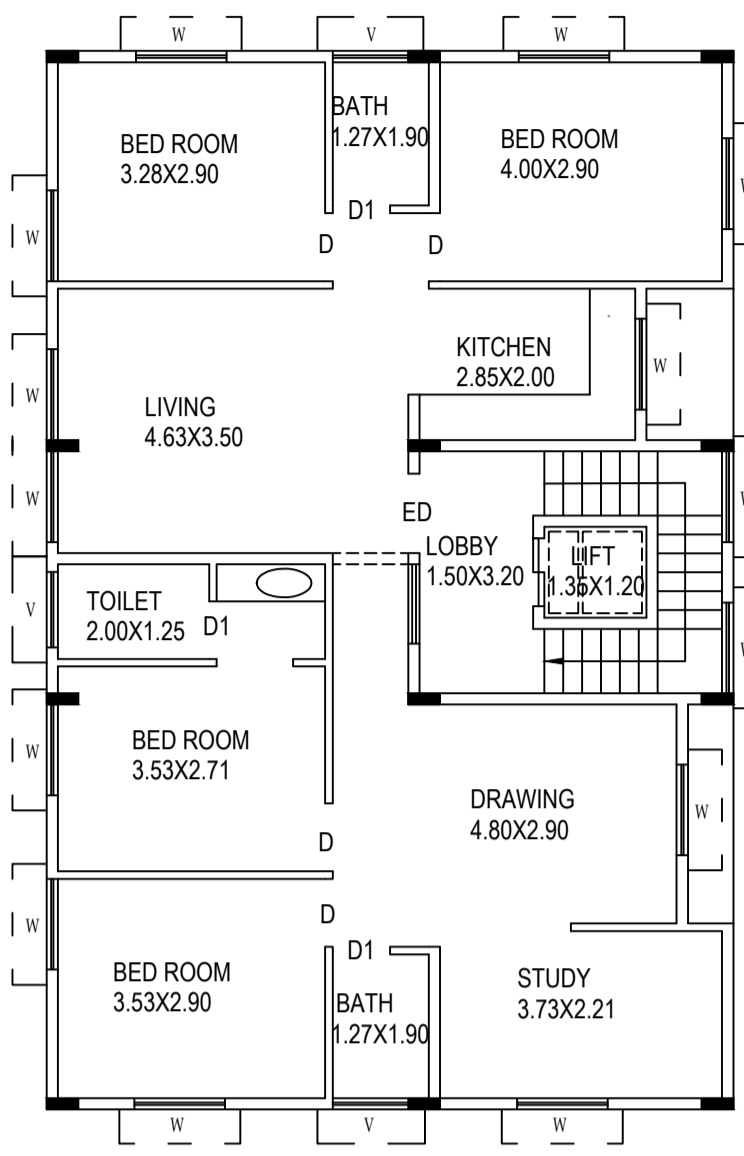 W
V
W
BED ROOM
3.28X2.90
BATH
1.27X1.90
BED ROOM
4.00X2.90
W
W
D1
D
D
KITCHEN
2.85X2.00
W
LIVING
4.63X3.50
W
W
W
ED
LOBBY
1.50X3.20
LIFT
1.35X1.20
V
TOILET
2.00X1.25
D1
W
BED ROOM
3.53X2.71
W
DRAWING
4.80X2.90
W
D
D
D1
W
BED ROOM
3.53X2.90
BATH
1.27X1.90
STUDY
3.73X2.21
W
V
W